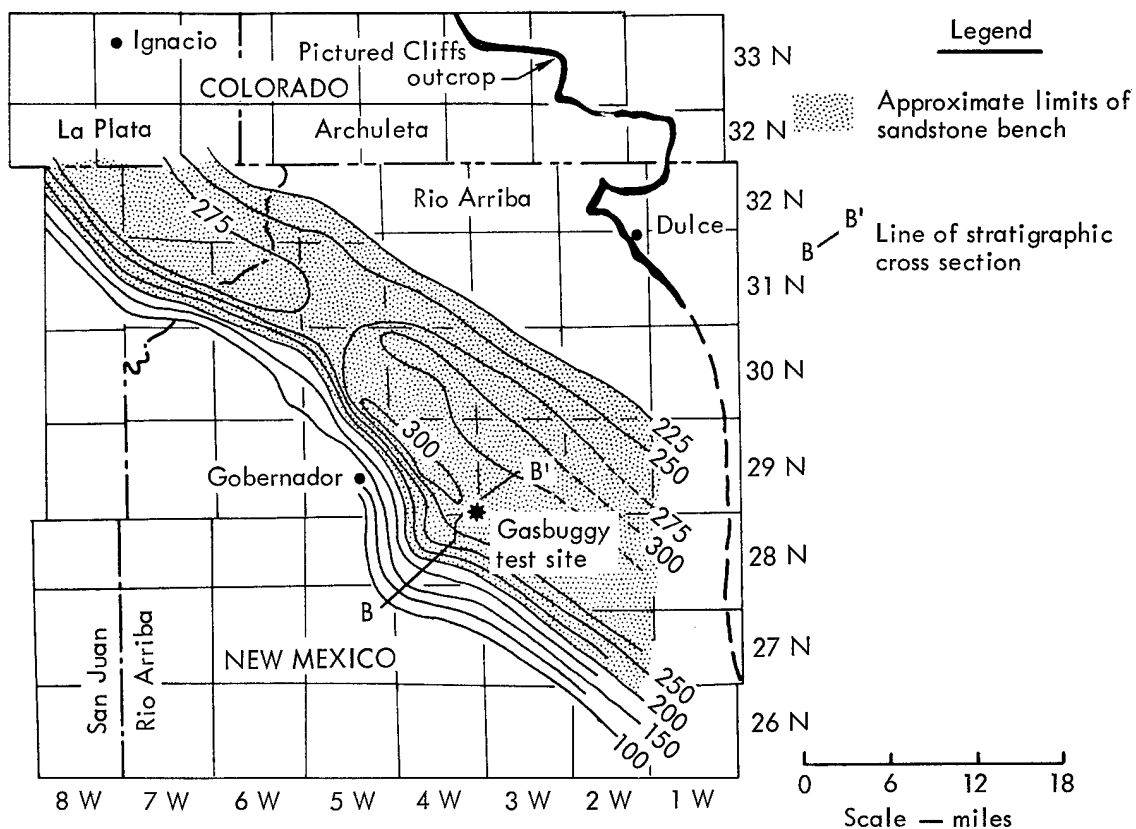 Ignacio
Pictured Cliffs
outcrop
COLORADO
La Plata
Archuleta
33 N
32 N
Legend
Approximate limits of
sandstone bench
B B'
Line of stratigraphic
cross section
Rio Arriba
32 N
Dulce
275
31 N
30 N
300
225
250
29 N
Gobernador
B'
Gasbuggy
test site
275
300
28 N
B
27 N
NEW MEXICO
San Juan
Rio Arriba
250
200
150
100
26 N
8 W 7 W 6 W 5 W 4 W 3 W 2 W 1 W
0 6 12 18
Scale — miles